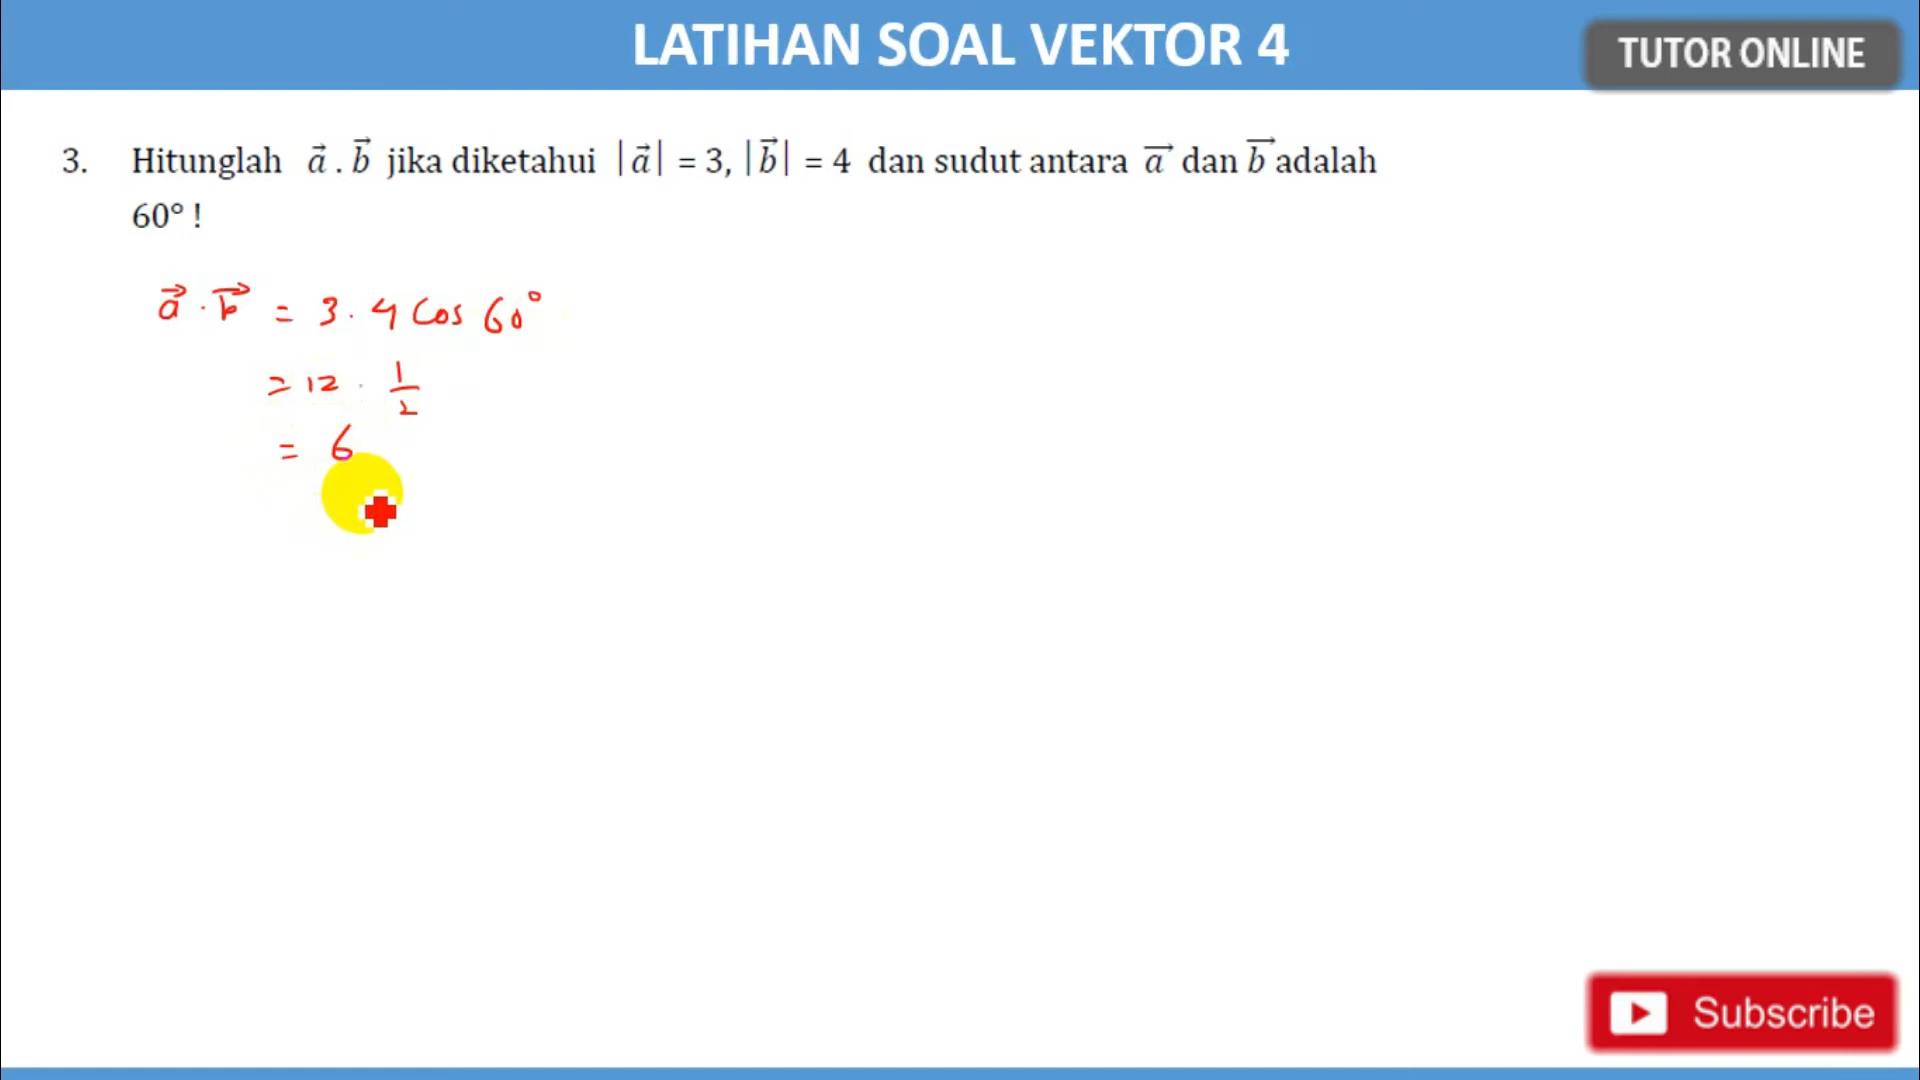 LATIHAN SOAL VEKTOR 4
TUTOR ONLINE
3. Hitunglah a⃗ . b⃗ jika diketahui |a⃗| = 3, |b⃗| = 4 dan sudut antara a⃗ dan b⃗ adalah
60° !
a⃗ · b⃗ = 3 · 4 Cos 60°
= 12 · 1/2
= 6
Subscribe